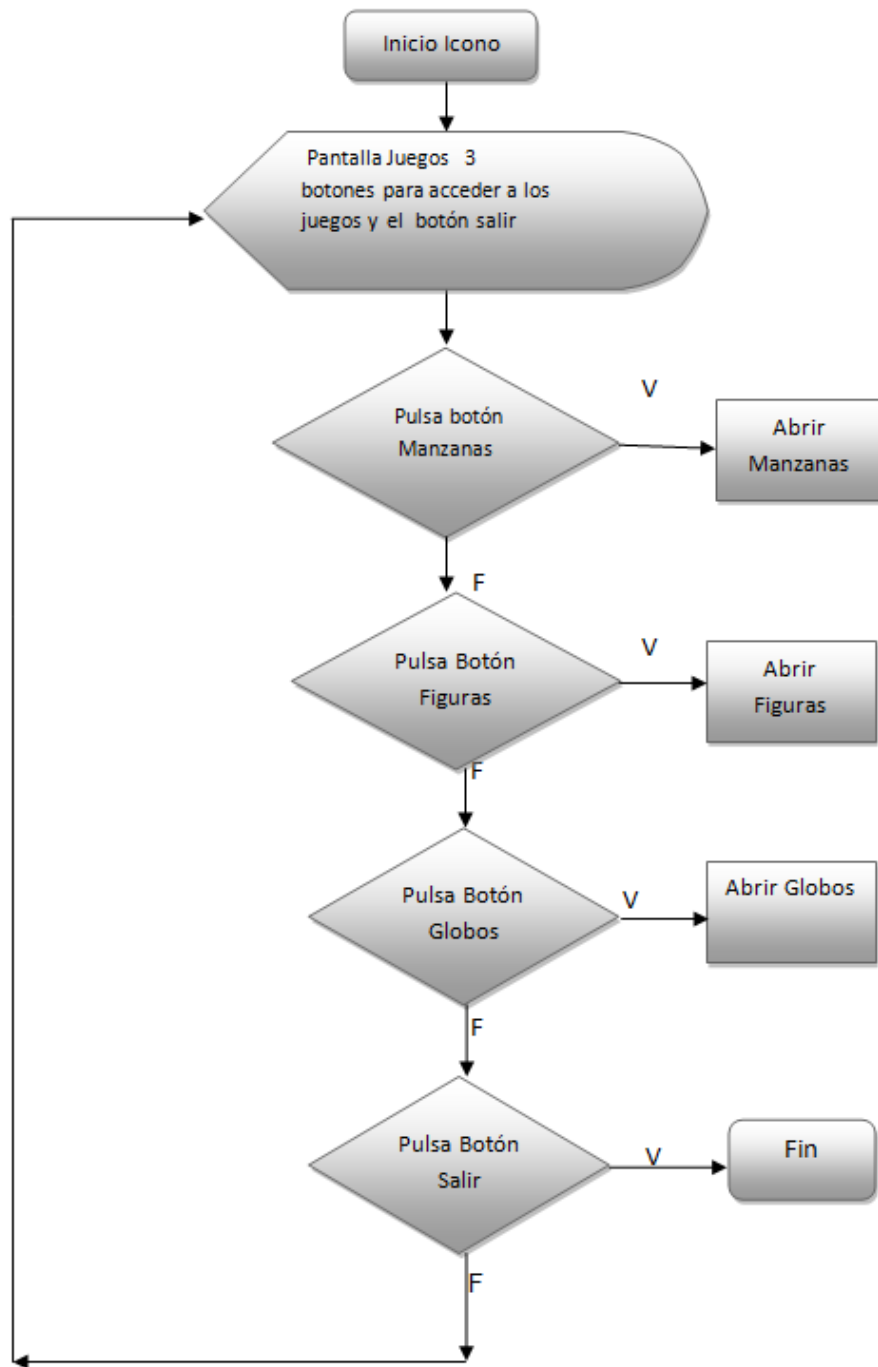 Inicio Icono
Pantalla Juegos 3
botones para acceder a los
juegos y el botón salir
Pulsa botón
Manzanas
V
Abrir
Manzanas
F
Pulsa Botón
Figuras
V
Abrir
Figuras
F
Pulsa Botón
Globos
V
Abrir Globos
F
Pulsa Botón
Salir
V
Fin
F